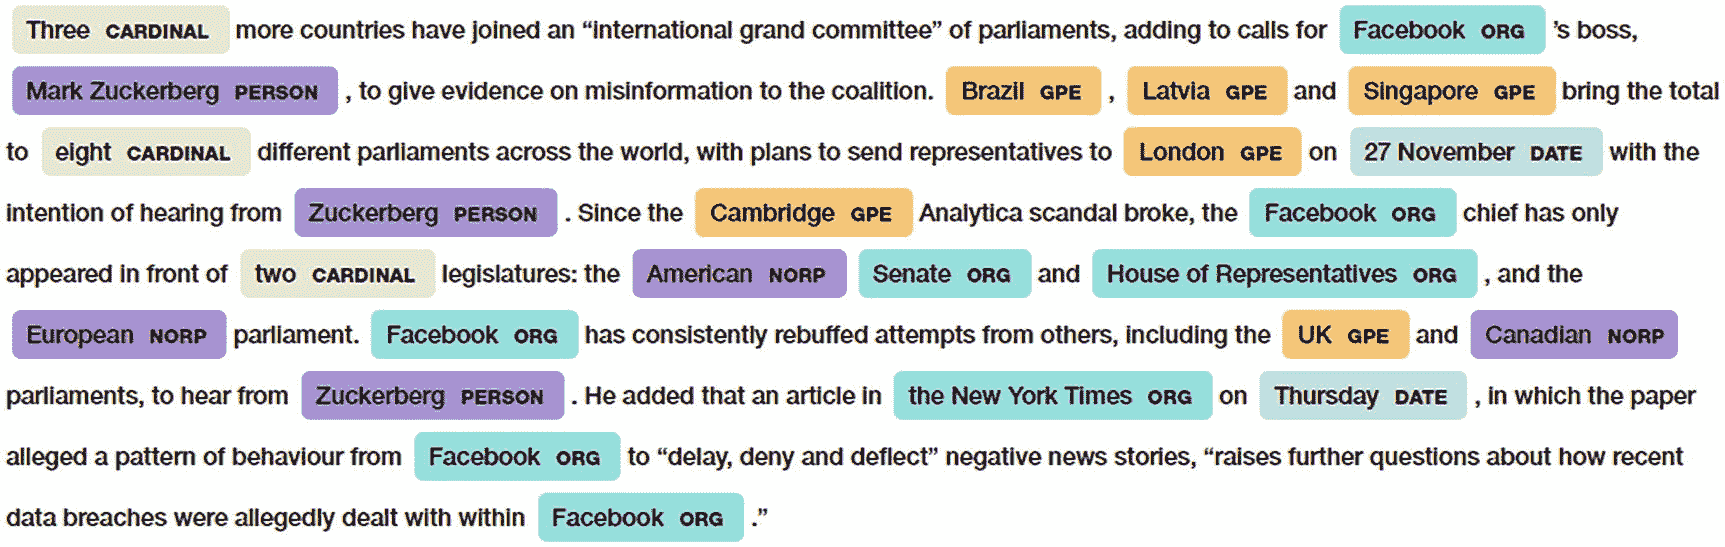 Three CARDINAL more countries have joined an “international grand committee” of parliaments, adding to calls for Facebook ORG ’s boss,
Mark Zuckerberg PERSON , to give evidence on misinformation to the coalition. Brazil GPE , Latvia GPE and Singapore GPE bring the total
to eight CARDINAL different parliaments across the world, with plans to send representatives to London GPE on 27 November DATE with the
intention of hearing from Zuckerberg PERSON . Since the Cambridge GPE Analytica scandal broke, the Facebook ORG chief has only
appeared in front of two CARDINAL legislatures: the American NORP Senate ORG and House of Representatives ORG , and the
European NORP parliament. Facebook ORG has consistently rebuffed attempts from others, including the UK GPE and Canadian NORP
parliaments, to hear from Zuckerberg PERSON . He added that an article in the New York Times ORG on Thursday DATE , in which the paper
alleged a pattern of behaviour from Facebook ORG to “delay, deny and deflect” negative news stories, “raises further questions about how recent
data breaches were allegedly dealt with within Facebook ORG .”